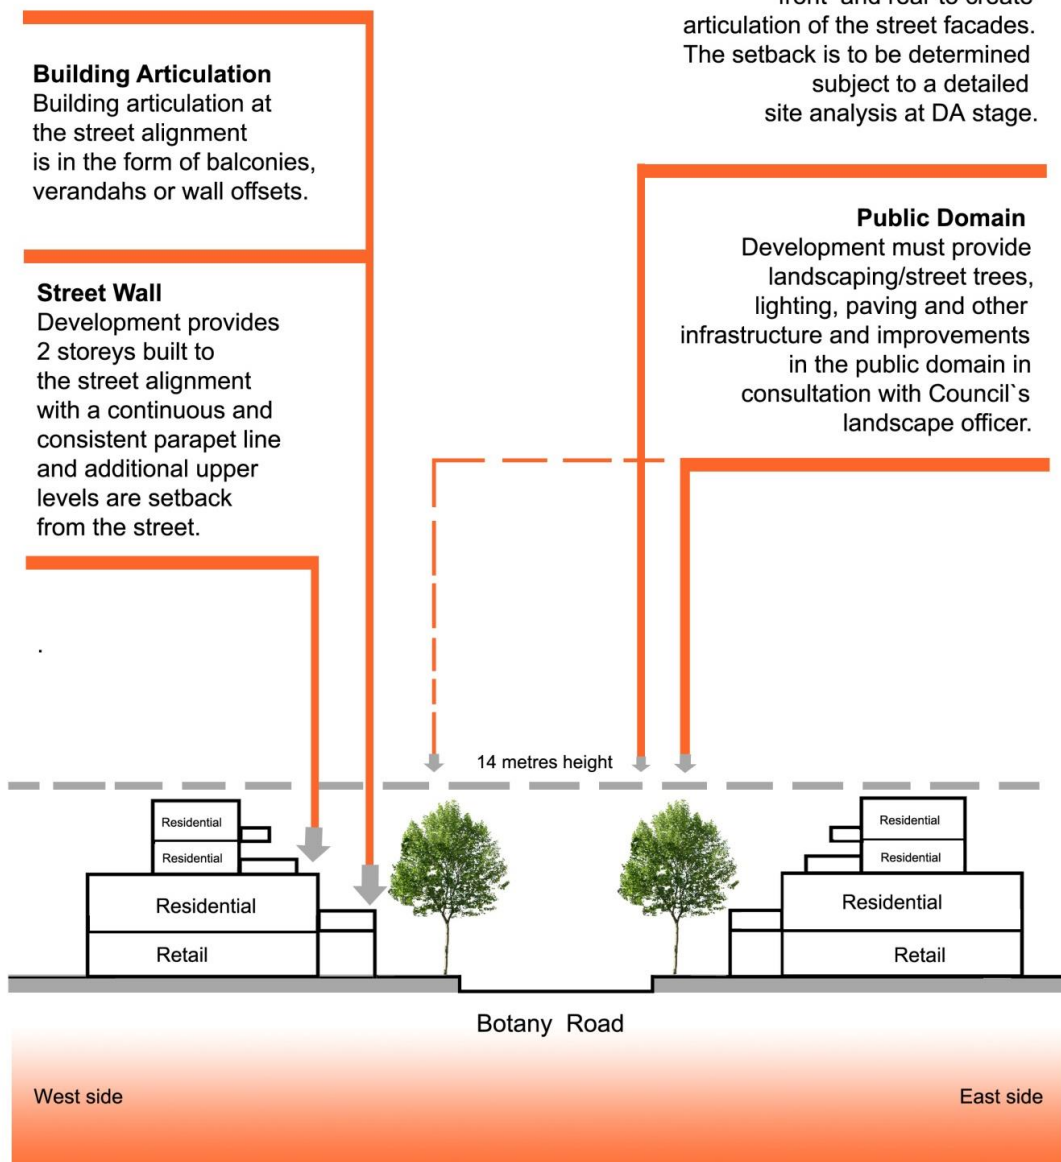 Building Articulation
Building articulation at
the street alignment
is in the form of balconies,
verandahs or wall offsets.
Street Wall
Development provides
2 storeys built to
the street alignment
with a continuous and
consistent parapet line
and additional upper
levels are setback
from the street.
.
front and rear to create
articulation of the street facades.
The setback is to be determined
subject to a detailed
site analysis at DA stage.
Public Domain
Development must provide
landscaping/street trees,
lighting, paving and other
infrastructure and improvements
in the public domain in
consultation with Council`s
landscape officer.
14 metres height
Residential
Residential
Residential
Retail
Residential
Residential
Residential
Retail
Botany Road
West side
East side